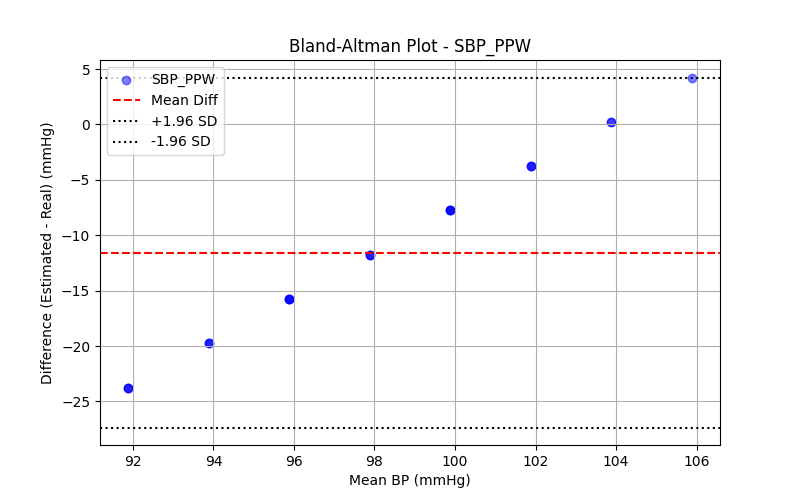 Bland-Altman Plot - SBP_PPW
SBP_PPW
Mean Diff
+1.96 SD
-1.96 SD
Difference (Estimated - Real) (mmHg)
5
0
−5
−10
−15
−20
−25
92 94 96 98 100 102 104 106
Mean BP (mmHg)